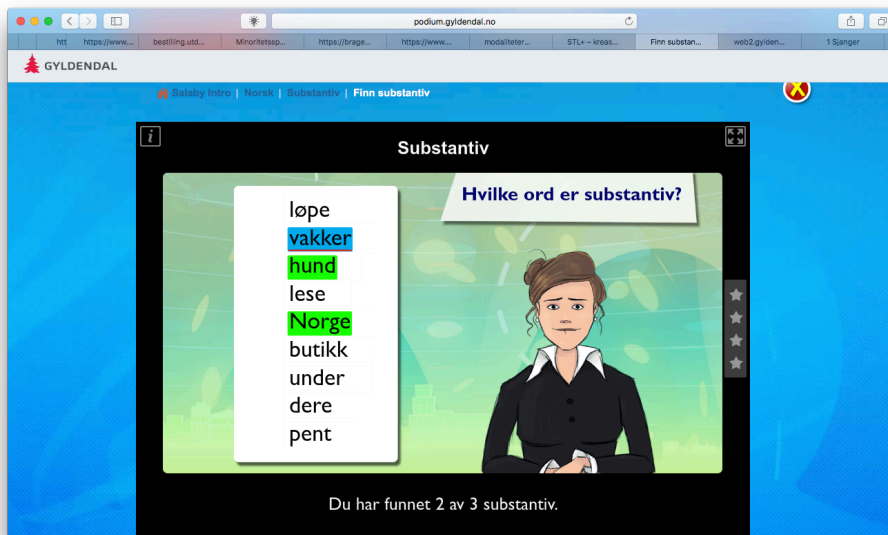 podium.gyldendal.no
htt https://www.... bestilling.utd... Minoritetssp... https://brage... https://www.... modaliteter... STL+ – kreas... Finn substan... web2.gylden... 1 Sjanger
GYLDENDAL
Salaby Intro | Norsk | Substantiv | Finn substantiv
X
i
Substantiv
Hvilke ord er substantiv?
løpe
vakker
hund
lese
Norge
butikk
under
dere
pent
Du har funnet 2 av 3 substantiv.